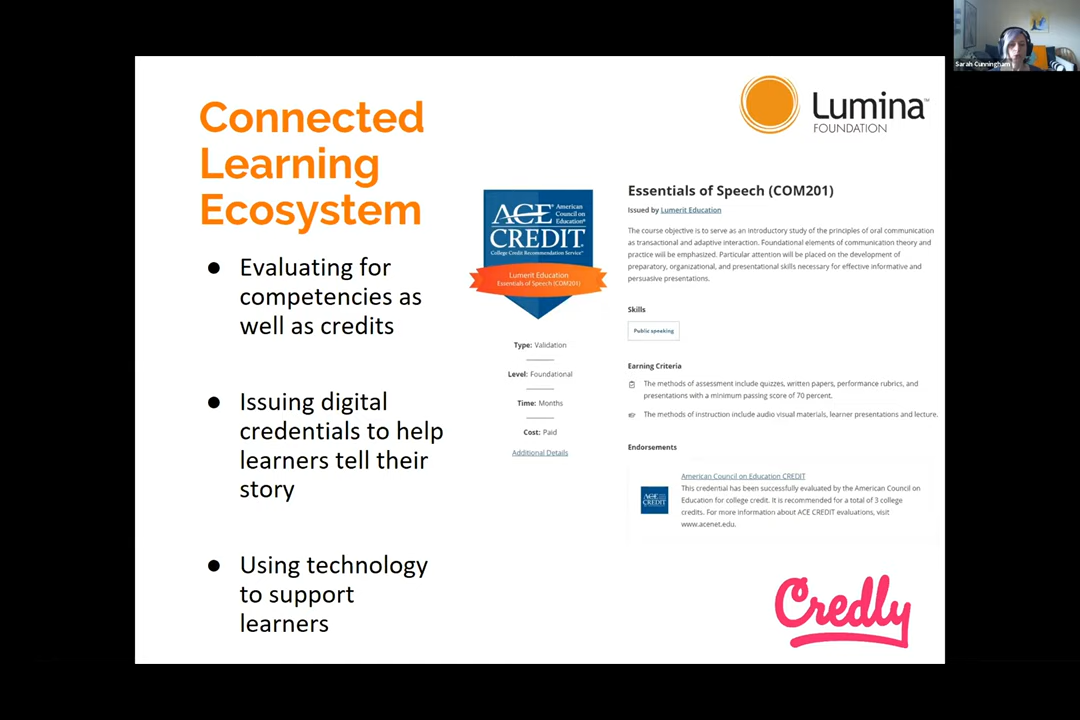 Connected
Learning
Ecosystem
● Evaluating for
competencies as
well as credits
● Issuing digital
credentials to help
learners tell their
story
● Using technology
to support
learners
ACE® American
Council on
Education®
CREDIT®
College Credit Recommendation Service™
Lumerit Education
Essentials of Speech (COM201)
Type: Validation
Level: Foundational
Time: Months
Cost: Paid
Additional Details
Lumina™
FOUNDATION
Essentials of Speech (COM201)
Issued by Lumerit Education
The course objective is to serve as an introductory study of the principles of oral communication
as transactional and adaptive interaction. Foundational elements of communication theory and
practice will be emphasized. Particular attention will be placed on the development of
preparatory, organizational, and presentational skills necessary for effective informative and
persuasive presentations.
Skills
Public speaking
Earning Criteria
The methods of assessment include quizzes, written papers, performance rubrics, and
presentations with a minimum passing score of 70 percent.
The methods of instruction include audio visual materials, learner presentations and lecture.
Endorsements
ACE
CREDIT
American Council on Education CREDIT
This credential has been successfully evaluated by the American Council on
Education for college credit. It is recommended for a total of 3 college
credits. For more information about ACE CREDIT evaluations, visit
www.acenet.edu.
Credly
Sarah Cunningham